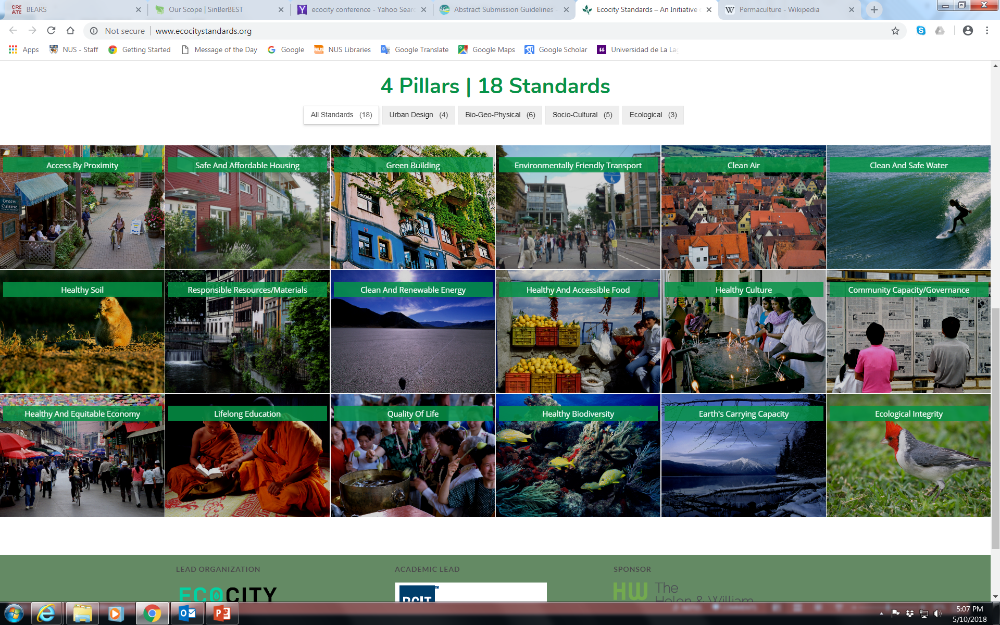 BEARS
Our Scope | SinBerBEST
ecocity conference - Yahoo Searc
Abstract Submission Guidelines -
Ecocity Standards – An Initiative
Permaculture - Wikipedia
Not secure
www.ecocitystandards.org
Apps
NUS - Staff
Getting Started
Message of the Day
Google
NUS Libraries
Google Translate
Google Maps
Google Scholar
Universidad de La La
4 Pillars | 18 Standards
All Standards (18)
Urban Design (4)
Bio-Geo-Physical (6)
Socio-Cultural (5)
Ecological (3)
Access By Proximity
Safe And Affordable Housing
Green Building
Environmentally Friendly Transport
Clean Air
Clean And Safe Water
Green
Cuisine
Healthy Soil
Responsible Resources/Materials
Clean And Renewable Energy
Healthy And Accessible Food
Healthy Culture
Community Capacity/Governance
Healthy And Equitable Economy
Lifelong Education
Quality Of Life
Healthy Biodiversity
Earth's Carrying Capacity
Ecological Integrity
LEAD ORGANIZATION
ACADEMIC LEAD
SPONSOR
ECOCITY
BCIT
HW The
Helen & William
5:07 PM
5/10/2018